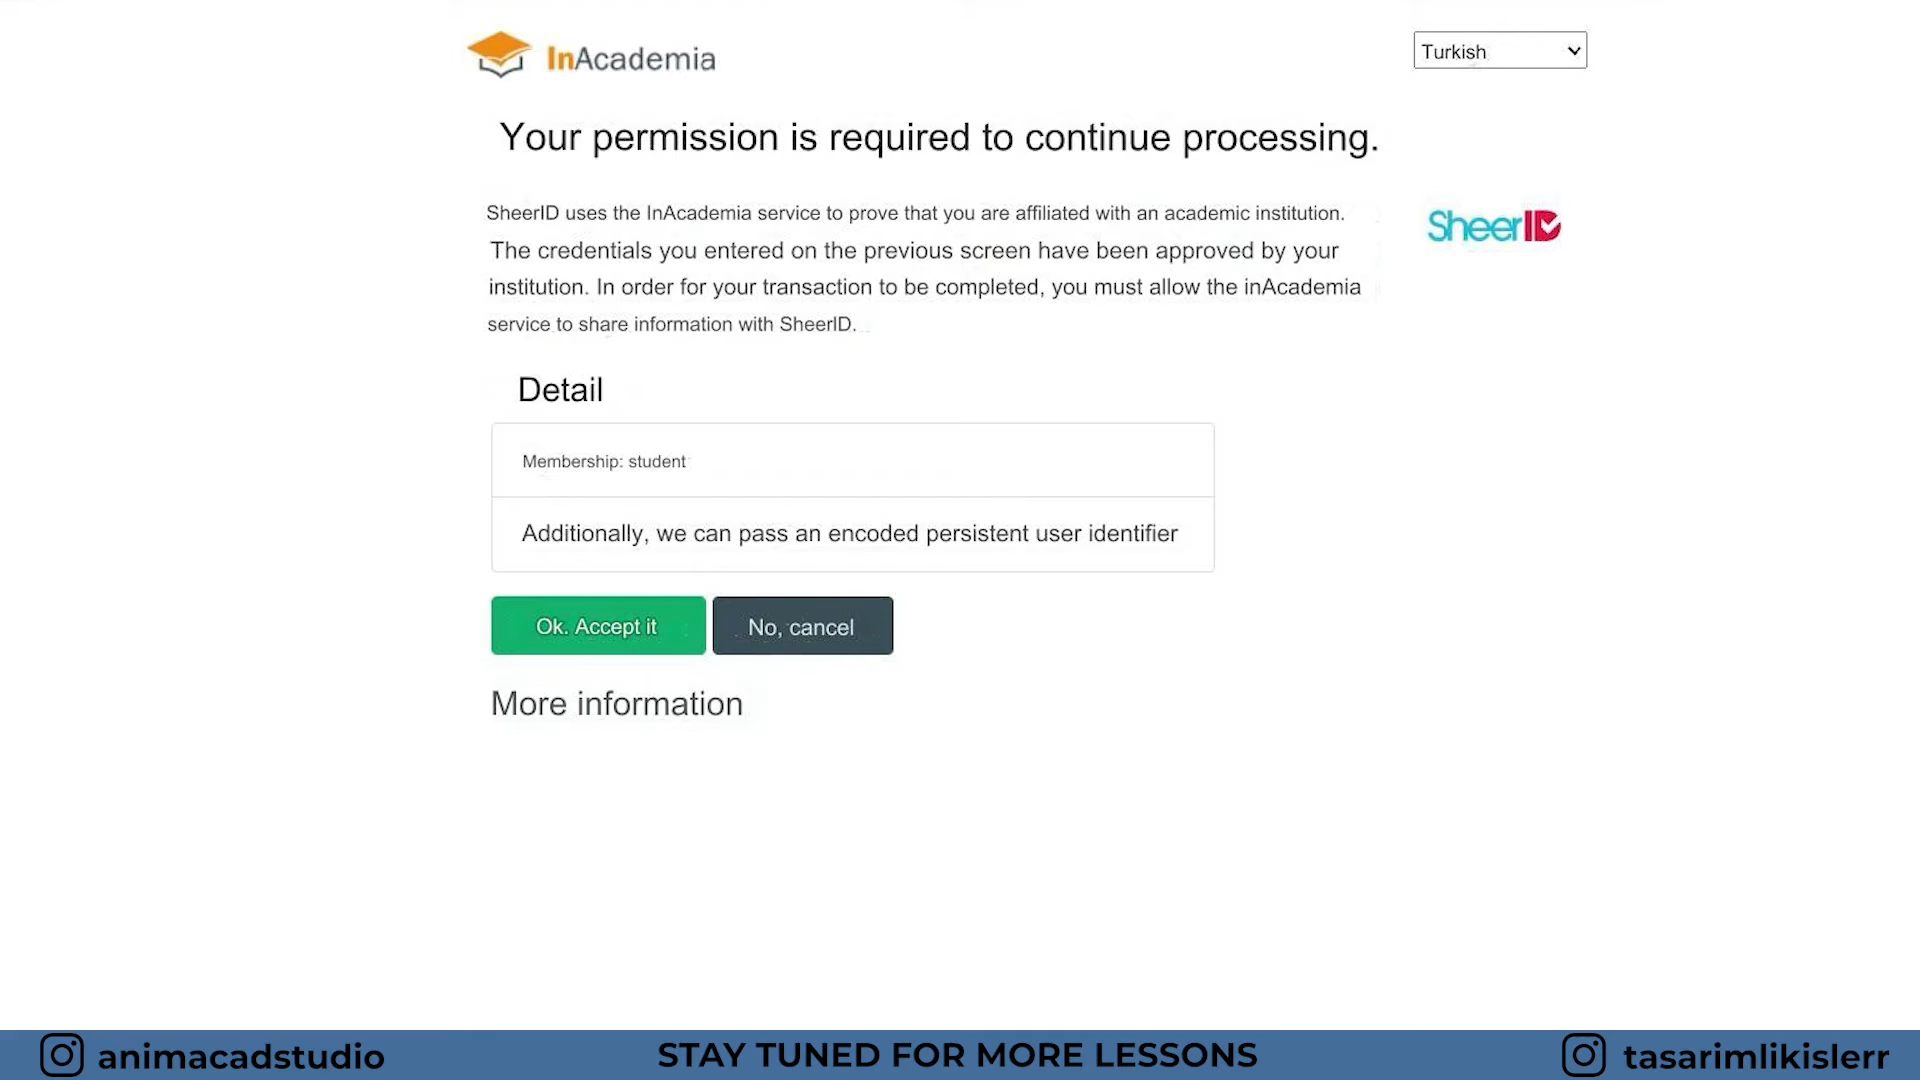 InAcademia
Turkish
Your permission is required to continue processing.
SheerID uses the InAcademia service to prove that you are affiliated with an academic institution.
The credentials you entered on the previous screen have been approved by your
institution. In order for your transaction to be completed, you must allow the inAcademia
service to share information with SheerID.
SheerID
Detail
Membership: student
Additionally, we can pass an encoded persistent user identifier
Ok. Accept it
No, cancel
More information
animacadstudio
STAY TUNED FOR MORE LESSONS
tasarimlikislerr